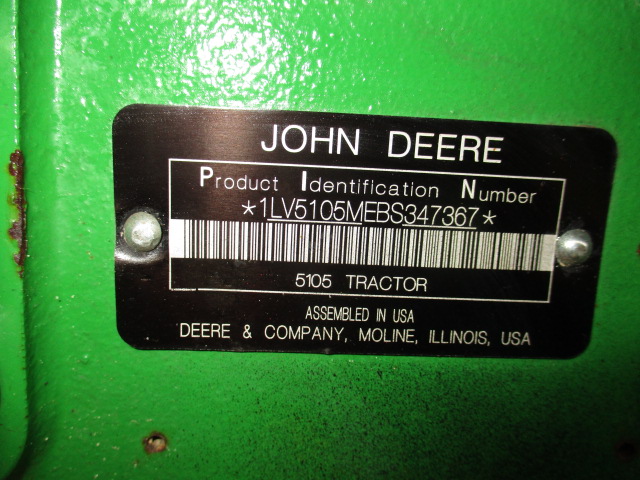 JOHN DEERE
Product Identification Number
*1LV5105MEBS347367*
5105 TRACTOR
ASSEMBLED IN USA
DEERE & COMPANY, MOLINE, ILLINOIS, USA